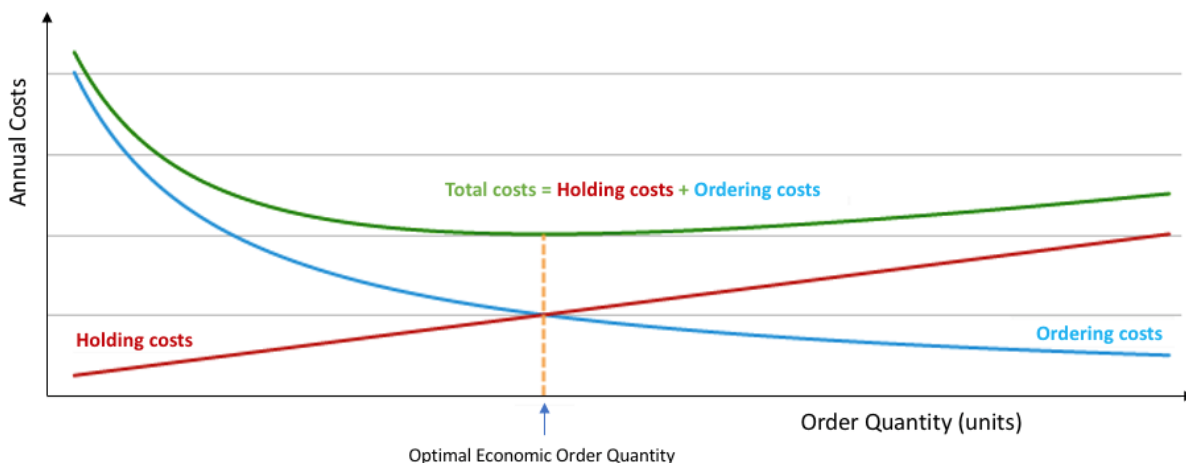 Annual Costs
Total costs = Holding costs + Ordering costs
Holding costs
Ordering costs
Order Quantity (units)
Optimal Economic Order Quantity